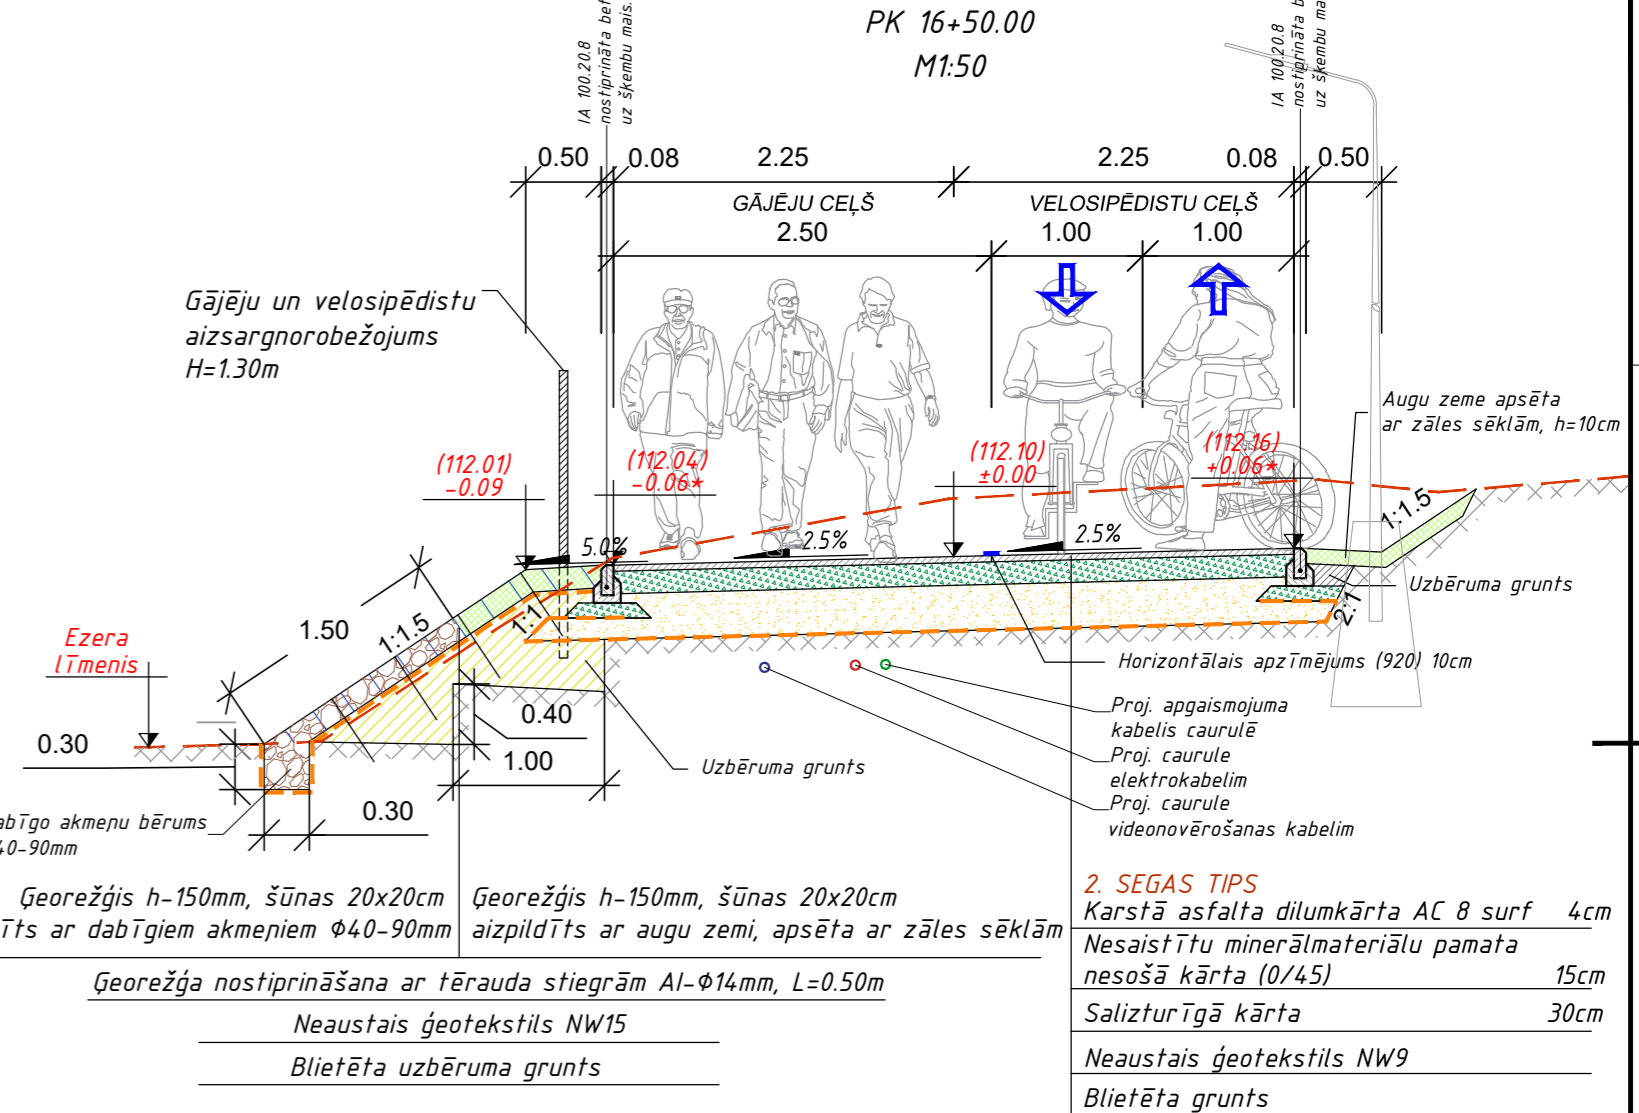 PK 16+50.00
M1:50
IA 100.20.8
nostiprināta
uz šķembu mais.
IA 100.20.8
nostiprināta
uz šķembu
0.50 0.08 2.25 2.25 0.08 0.50
GĀJĒJU CEĻŠ VELOSIPĒDISTU CEĻŠ
2.50 1.00 1.00
Gājēju un velosipēdistu
aizsargnorobežojums
H=1.30m
Augu zeme apsēta
ar zāles sēklām, h=10cm
(112.01)
-0.09
(112.04)
-0.06*
(112.10)
±0.00
(112.16)
+0.06*
5.0% 2.5% 2.5%
1:1.5
1:1
2:1
Uzbēruma grunts
1.50
1:1.5
Ezera
līmenis
Horizontālais apzīmējums (920) 10cm
Proj. apgaismojuma
kabelis caurulē
Proj. caurule
elektrokabelim
Proj. caurule
videonovērošanas kabelim
0.30
0.40
1.00
0.30
Uzbēruma grunts
akmeņu bērums
40-90mm
Ģeorežģis h-150mm, šūnas 20x20cm
ar dabīgiem akmeņiem Φ40-90mm
Ģeorežģis h-150mm, šūnas 20x20cm
aizpildīts ar augu zemi, apsēta ar zāles sēklām
Ģeorežģa nostiprināšana ar tērauda stiegrām AI-Φ14mm, L=0.50m
Neaustais ģeotekstils NW15
Blietēta uzbēruma grunts
2. SEGAS TIPS
Karstā asfalta dilumkārta AC 8 surf 4cm
Nesaistītu minerālmateriālu pamata
nesošā kārta (0/45) 15cm
Salizturīgā kārta 30cm
Neaustais ģeotekstils NW9
Blietēta grunts